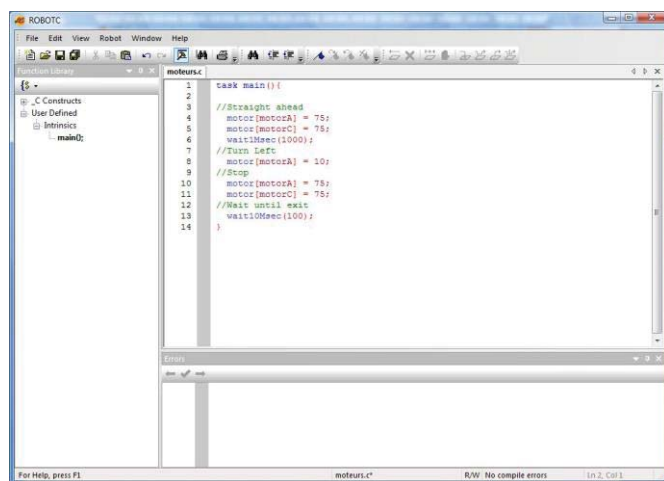 ROBOTC
File Edit View Robot Window Help
Function Library
moteurs.c
_C Constructs
User Defined
Intrinsics
main();
1 task main(){
2
3 //Straight ahead
4 motor[motorA] = 75;
5 motor[motorC] = 75;
6 wait1Msec(1000);
7 //Turn Left
8 motor[motorA] = 10;
9 //Stop
10 motor[motorA] = 75;
11 motor[motorC] = 75;
12 //Wait until exit
13 wait10Msec(100);
14 }
Errors
For Help, press F1 moteurs.c* R/W No compile errors Ln 2, Col 1